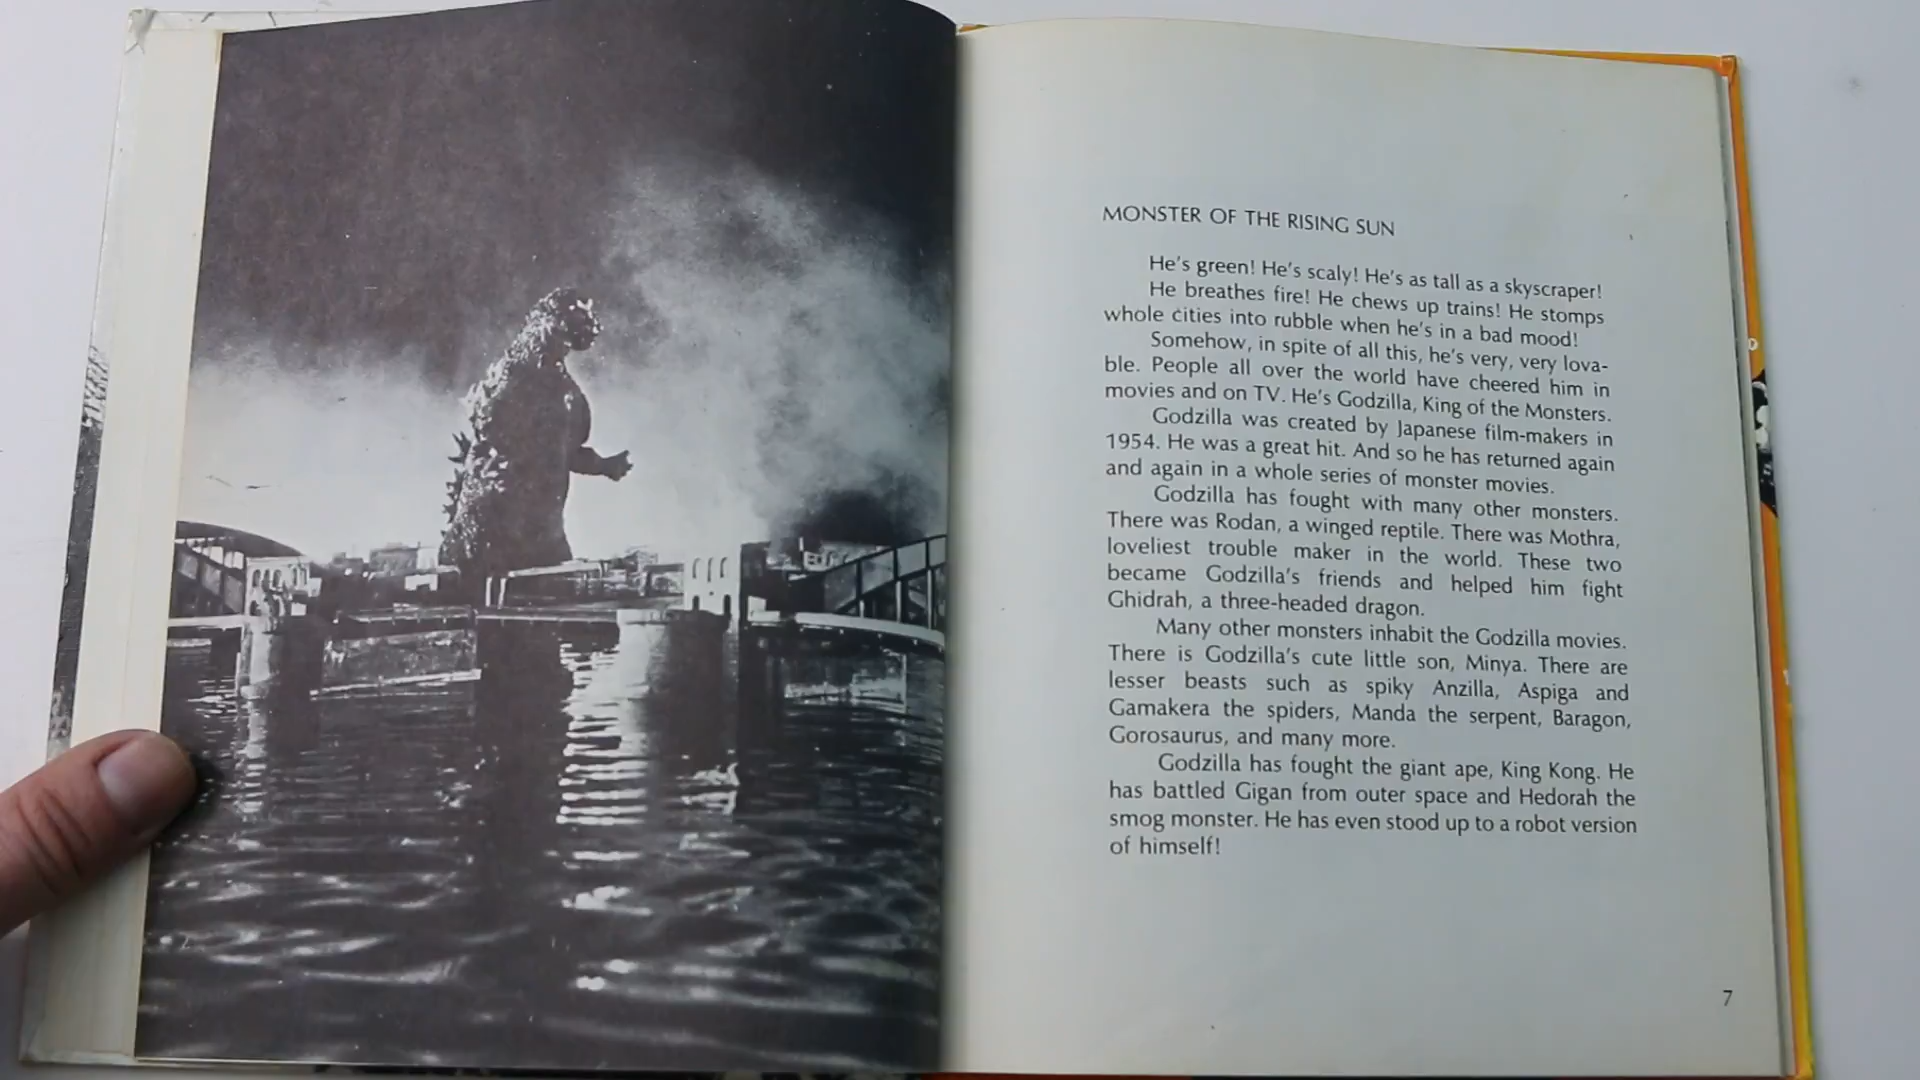 MONSTER OF THE RISING SUN
He's green! He's scaly! He's as tall as a skyscraper!
He breathes fire! He chews up trains! He stomps
whole cities into rubble when he's in a bad mood!
Somehow, in spite of all this, he's very, very lova-
ble. People all over the world have cheered him in
movies and on TV. He's Godzilla, King of the Monsters.
Godzilla was created by Japanese film-makers in
1954. He was a great hit. And so he has returned again
and again in a whole series of monster movies.
Godzilla has fought with many other monsters.
There was Rodan, a winged reptile. There was Mothra,
loveliest trouble maker in the world. These two
became Godzilla's friends and helped him fight
Ghidrah, a three-headed dragon.
Many other monsters inhabit the Godzilla movies.
There is Godzilla's cute little son, Minya. There are
lesser beasts such as spiky Anzilla, Aspiga and
Gamakera the spiders, Manda the serpent, Baragon,
Gorosaurus, and many more.
Godzilla has fought the giant ape, King Kong. He
has battled Gigan from outer space and Hedorah the
smog monster. He has even stood up to a robot version
of himself!
7